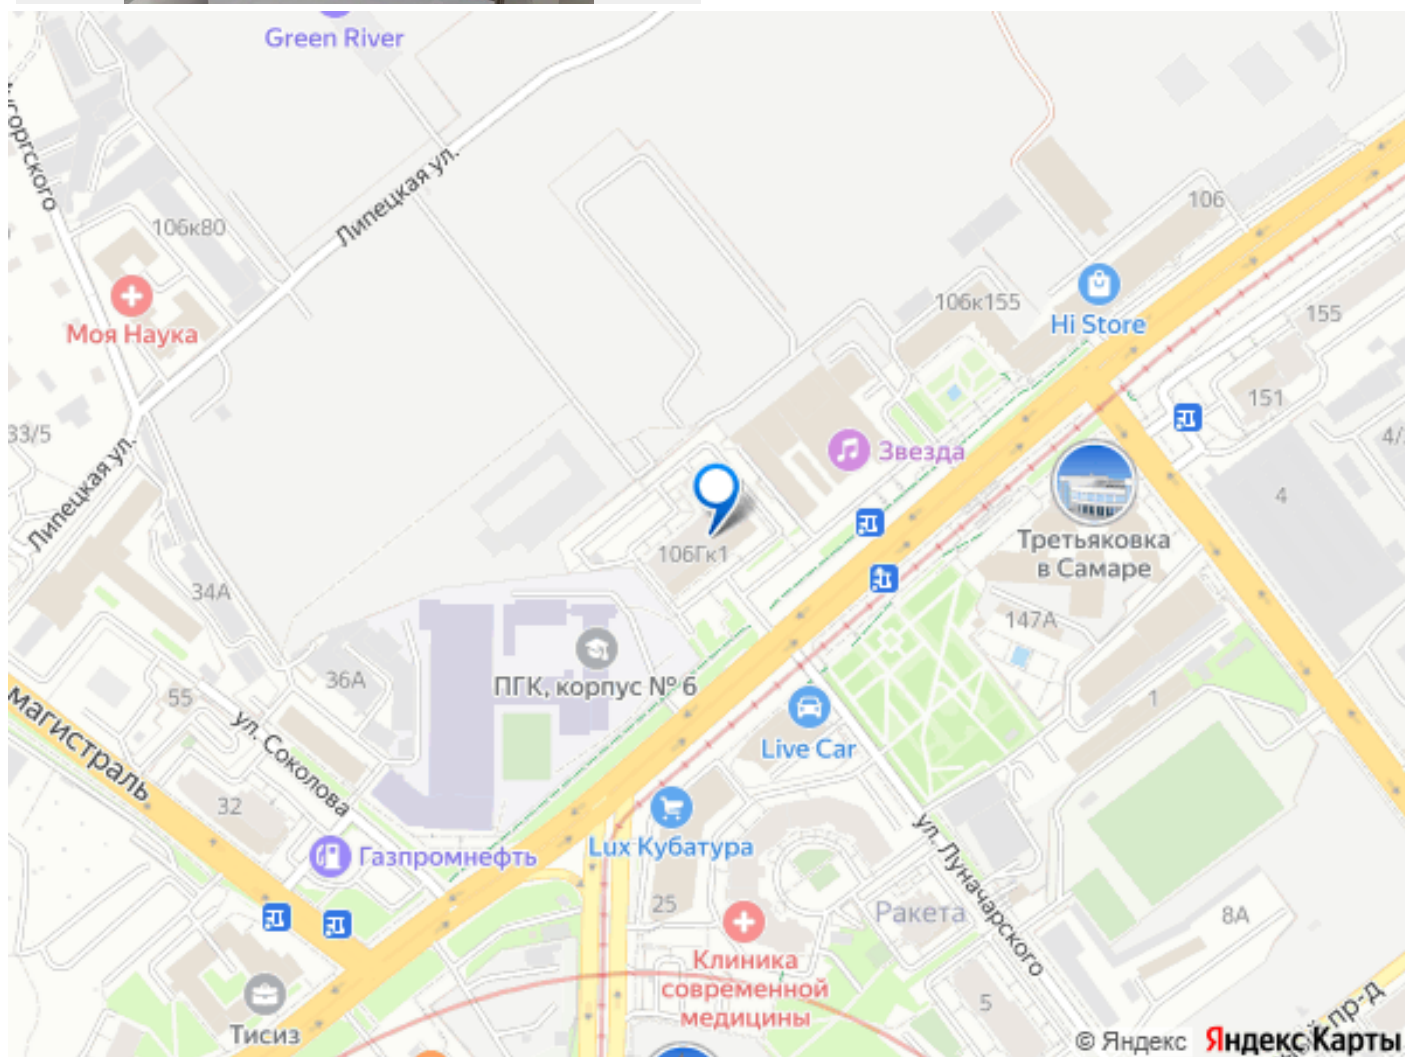 Green River
106к80
Липецкая ул.
106
106к155
Hi Store
Моя Наука
155
151
33/5
Звезда
4
Липецкая ул.
106Гк1
Третьяковка
в Самаре
34А
147А
36А
ПГК, корпус № 6
55
1
магистраль
ул. Соколова
Live Car
32
Lux Кубатура
Газпромнефть
ул. Луначарского
25
Ракета
8А
Клиника
современной
медицины
5
Тисиз
пр-д
© Яндекс Яндекс Карты